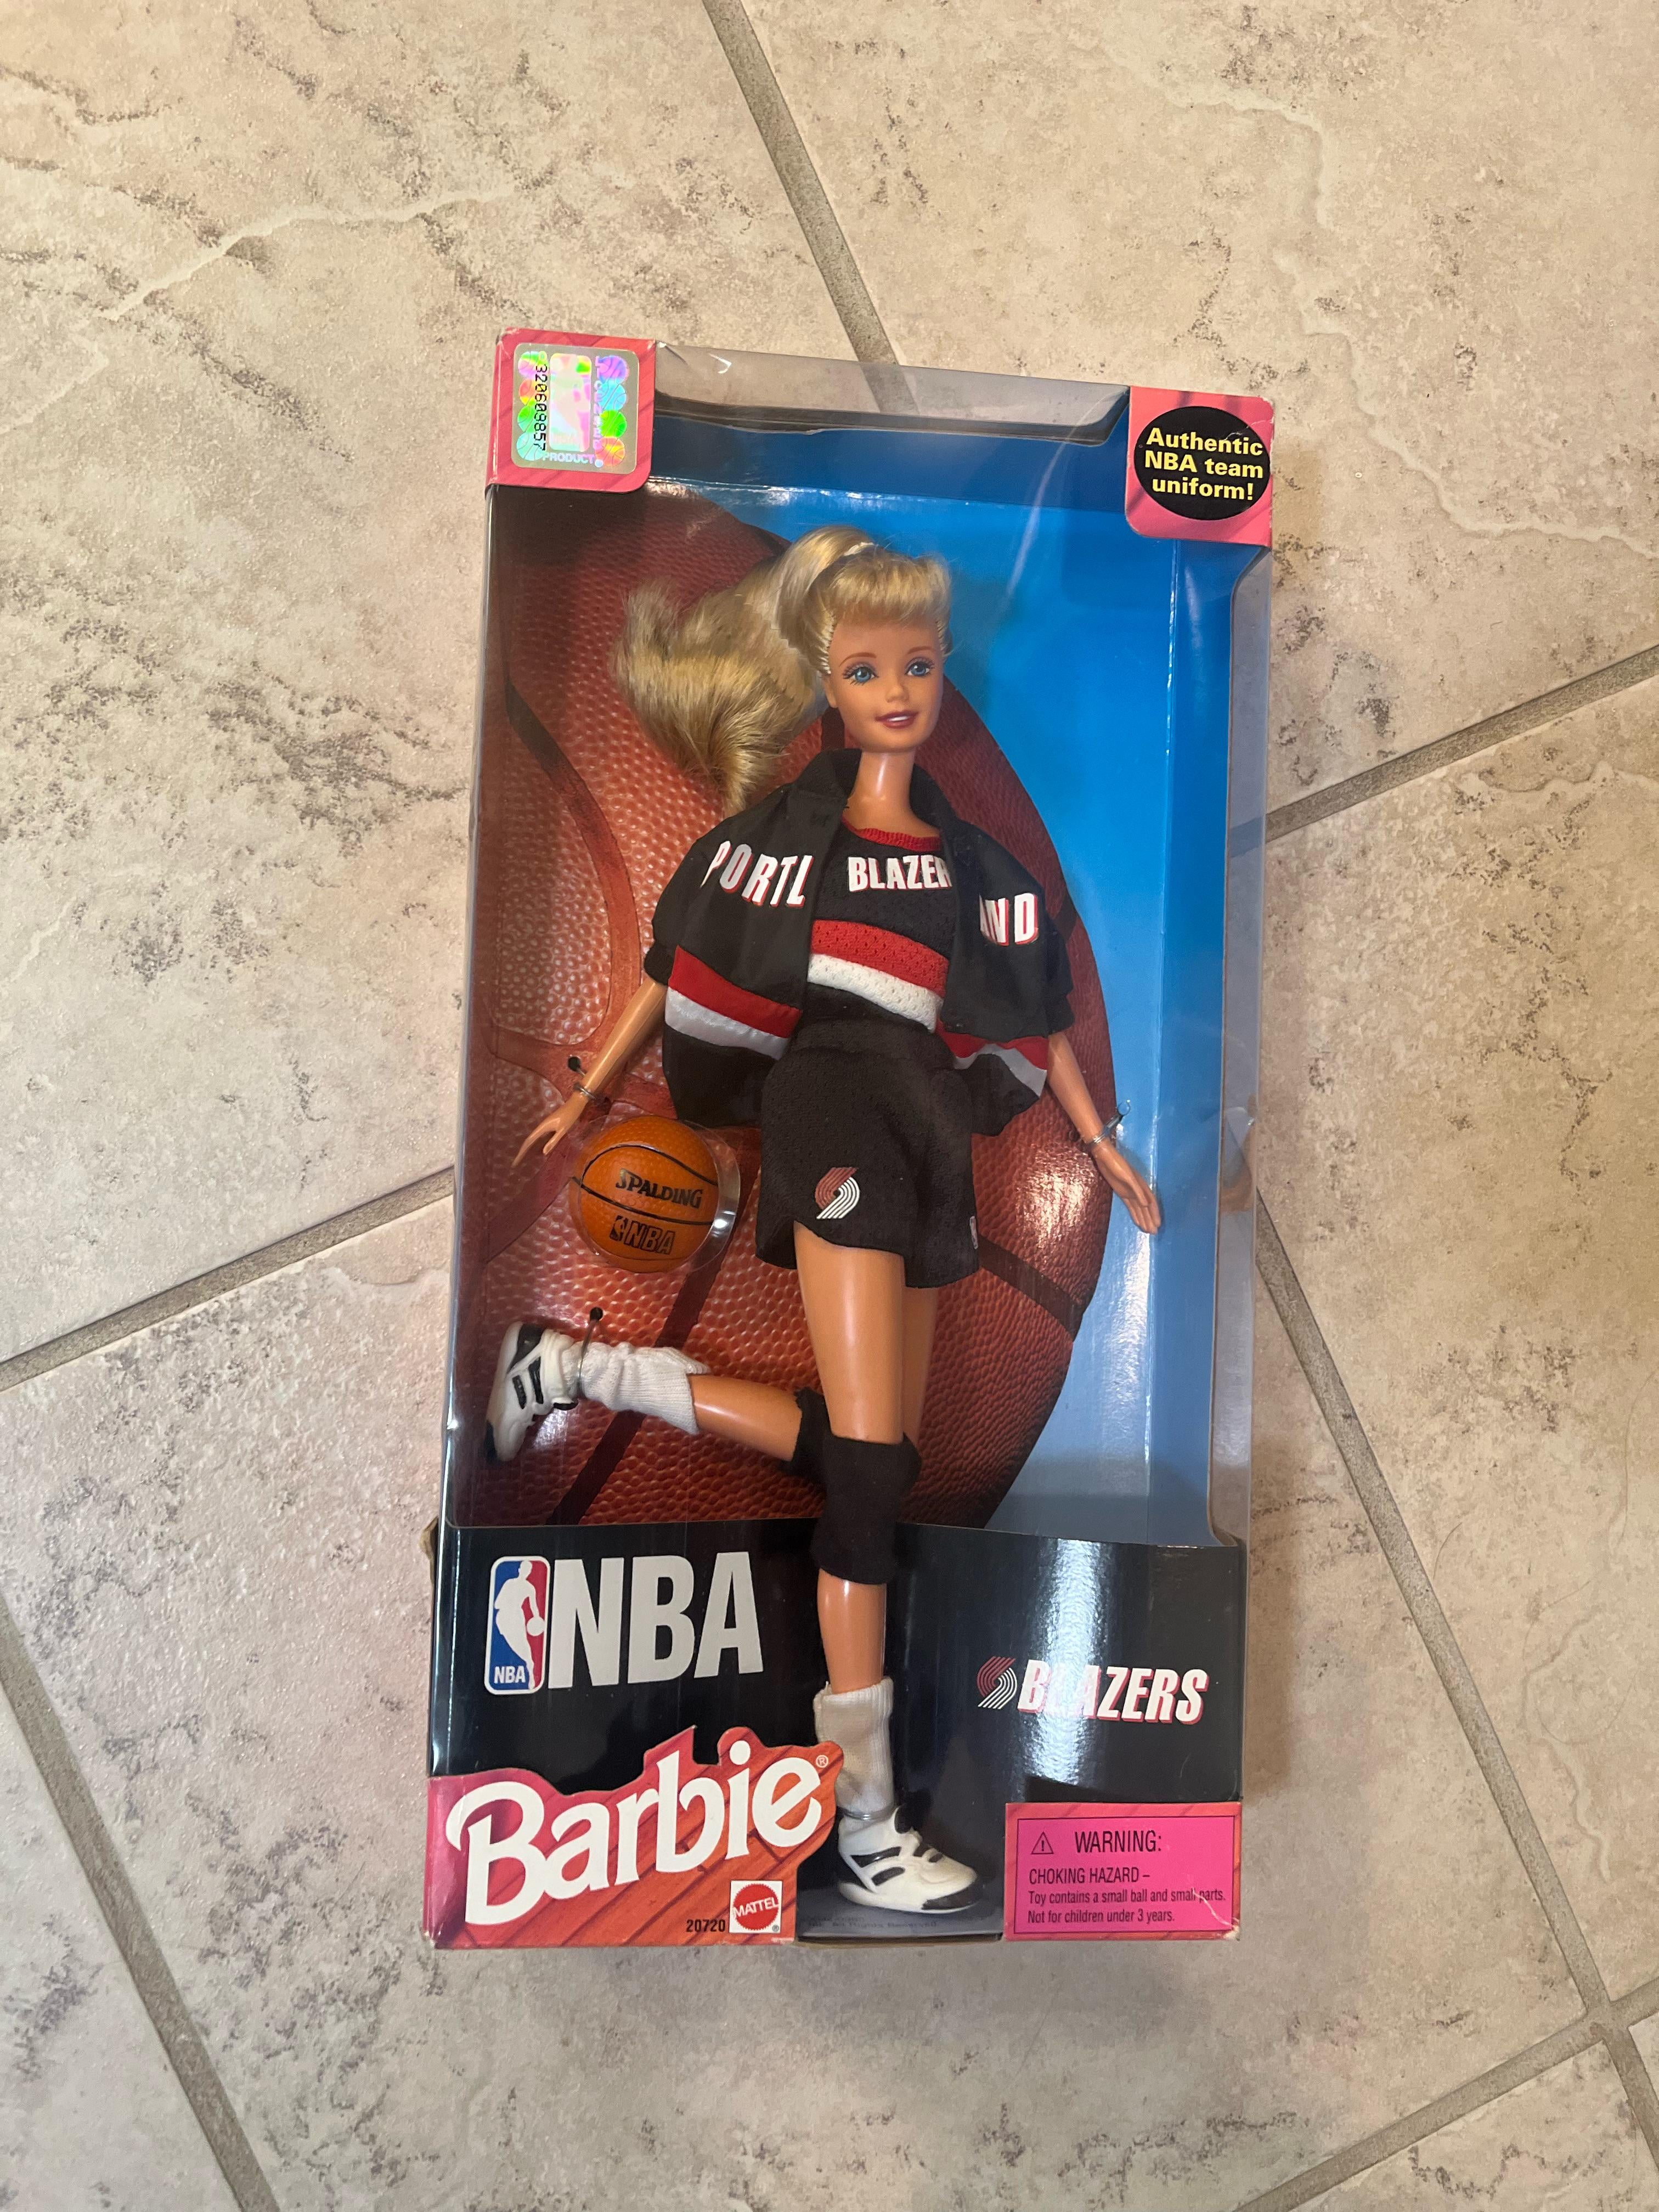 320609857
PRODUCT
Authentic
NBA team
uniform!
PORTL
BLAZER
AND
SPALDING
NBA
NBA
NBA
BLAZERS
Barbie®
20720
MATTEL
®
WARNING:
CHOKING HAZARD –
Toy contains a small ball and small parts.
Not for children under 3 years.